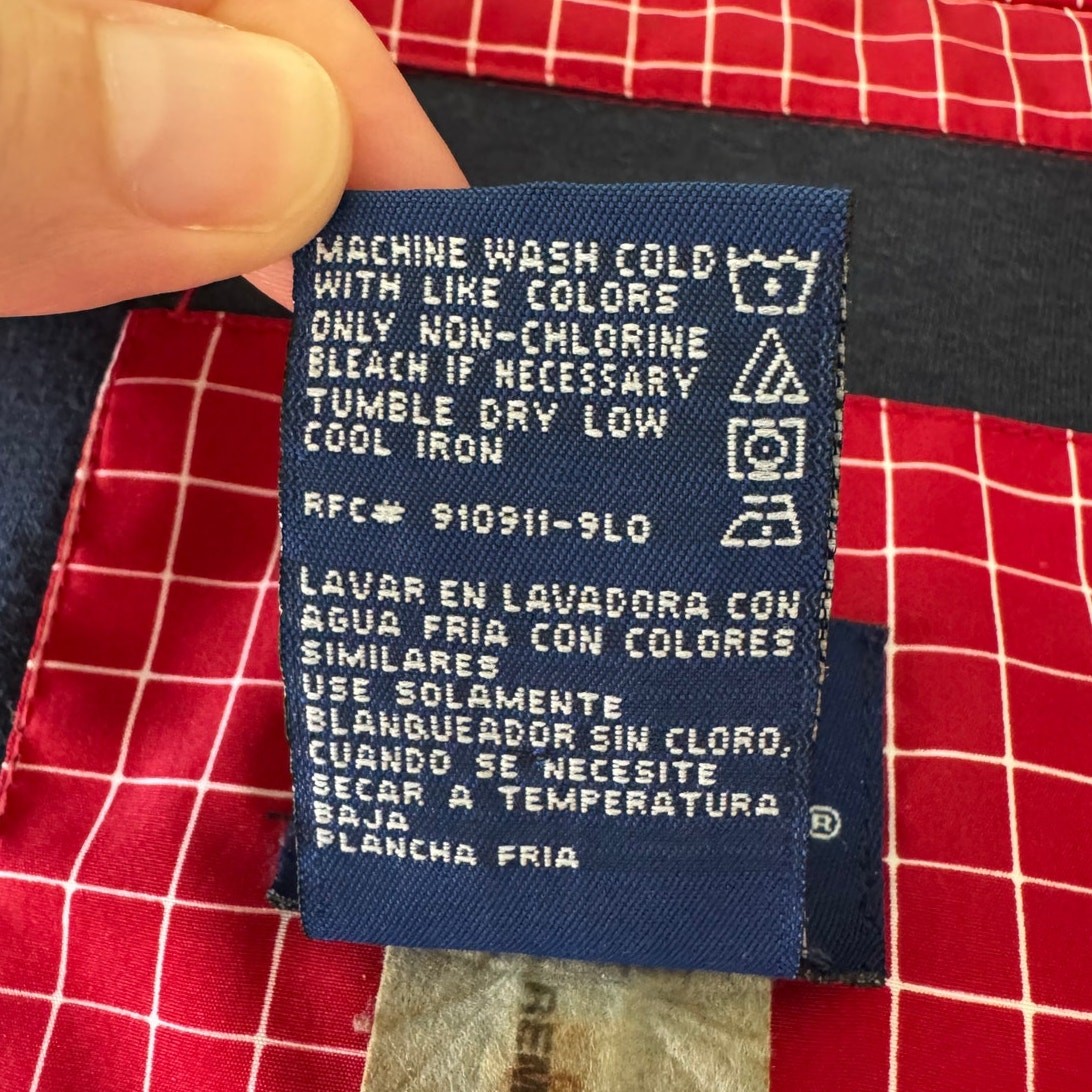 MACHINE WASH COLD
WITH LIKE COLORS
ONLY NON-CHLORINE
BLEACH IF NECESSARY
TUMBLE DRY LOW
COOL IRON
RFC# 910911-9L0
LAVAR EN LAVADORA CON
AGUA FRIA CON COLORES
SIMILARES
USE SOLAMENTE
BLANQUEADOR SIN CLORO,
CUANDO SE NECESITE
SECAR A TEMPERATURA
BAJA
PLANCHA FRIA
®